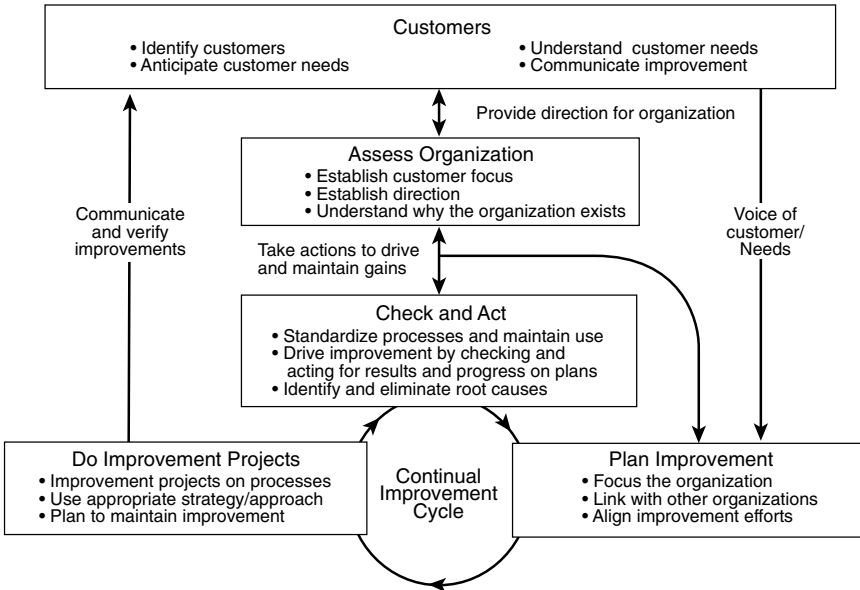 Customers
• Identify customers
• Anticipate customer needs
• Understand customer needs
• Communicate improvement
Provide direction for organization
Assess Organization
• Establish customer focus
• Establish direction
• Understand why the organization exists
Communicate
and verify
improvements
Take actions to drive
and maintain gains
Voice of
customer/
Needs
Check and Act
• Standardize processes and maintain use
• Drive improvement by checking and
acting for results and progress on plans
• Identify and eliminate root causes
Do Improvement Projects
• Improvement projects on processes
• Use appropriate strategy/approach
• Plan to maintain improvement
Continual
Improvement
Cycle
Plan Improvement
• Focus the organization
• Link with other organizations
• Align improvement efforts